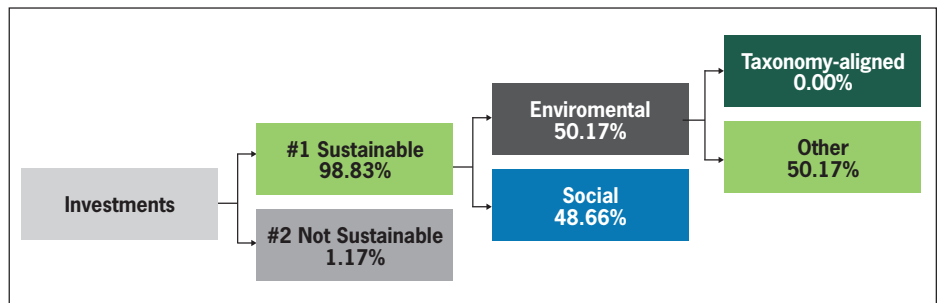 Investments
#1 Sustainable
98.83%
#2 Not Sustainable
1.17%
Enviromental
50.17%
Social
48.66%
Taxonomy-aligned
0.00%
Other
50.17%